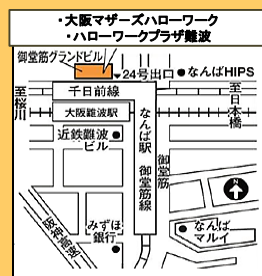 ・大阪マザーズハローワーク
・ハローワークプラザ難波
御堂筋グランドビル
24号出口
なんばHIPS
至桜川
千日前線
至日本橋
大阪難波駅
近鉄難波
ビル
なんば駅 御堂筋線
御堂筋
阪神高速
みずほ
銀行
なんば
マルイ